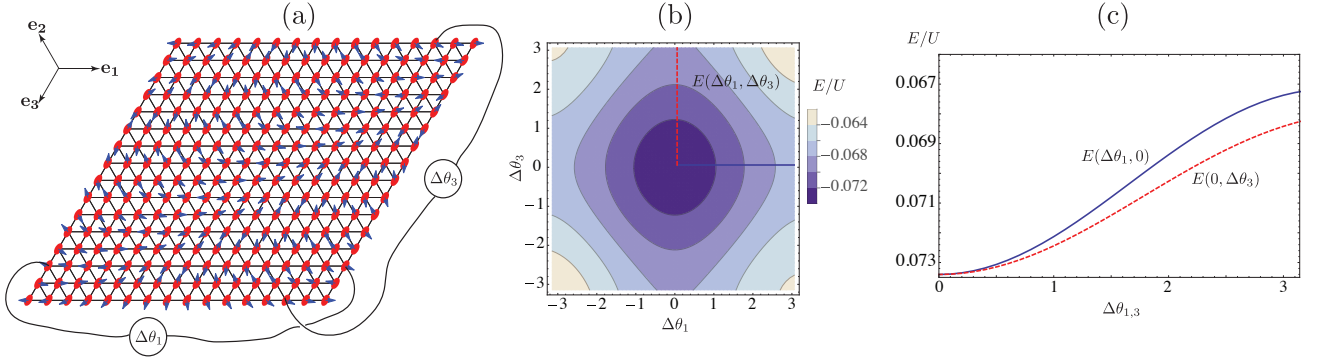 (a)
e₂
e₁
e₃
Δθ₃
Δθ₁
(b)
3
2
1
0
−1
−2
−3
Δθ₃
E(Δθ₁, Δθ₃)
−3 −2 −1 0 1 2 3
Δθ₁
E/U
−0.064
−0.068
−0.072
(c)
E/U
0.067
0.069
0.071
0.073
E(Δθ₁, 0)
E(0, Δθ₃)
0 1 2 3
Δθ₁,₃